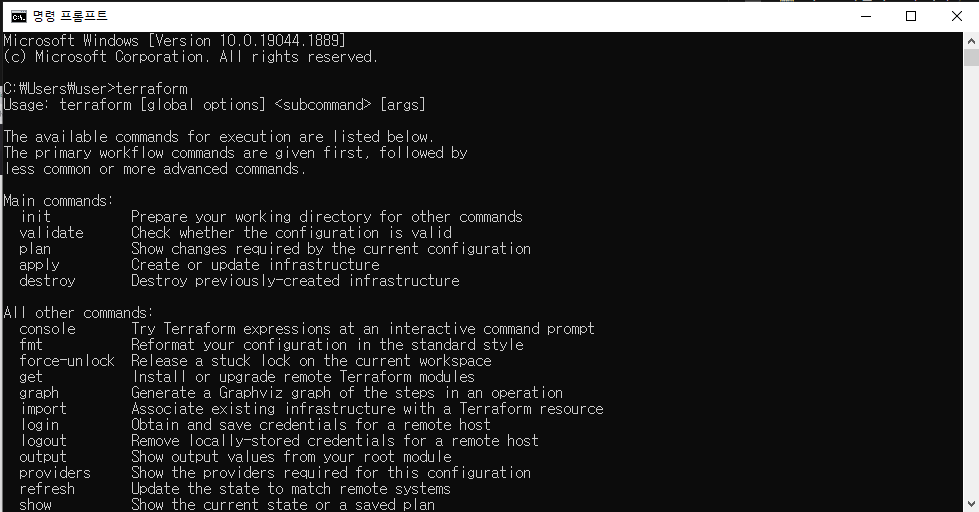 명령 프롬프트
Microsoft Windows [Version 10.0.19044.1889]
(c) Microsoft Corporation. All rights reserved.
C:₩Users₩user>terraform
Usage: terraform [global options] <subcommand> [args]
The available commands for execution are listed below.
The primary workflow commands are given first, followed by
less common or more advanced commands.
Main commands:
init          Prepare your working directory for other commands
validate      Check whether the configuration is valid
plan          Show changes required by the current configuration
apply         Create or update infrastructure
destroy       Destroy previously-created infrastructure
All other commands:
console       Try Terraform expressions at an interactive command prompt
fmt           Reformat your configuration in the standard style
force-unlock  Release a stuck lock on the current workspace
get           Install or upgrade remote Terraform modules
graph         Generate a Graphviz graph of the steps in an operation
import        Associate existing infrastructure with a Terraform resource
login         Obtain and save credentials for a remote host
logout        Remove locally-stored credentials for a remote host
output        Show output values from your root module
providers     Show the providers required for this configuration
refresh       Update the state to match remote systems
show          Show the current state or a saved plan